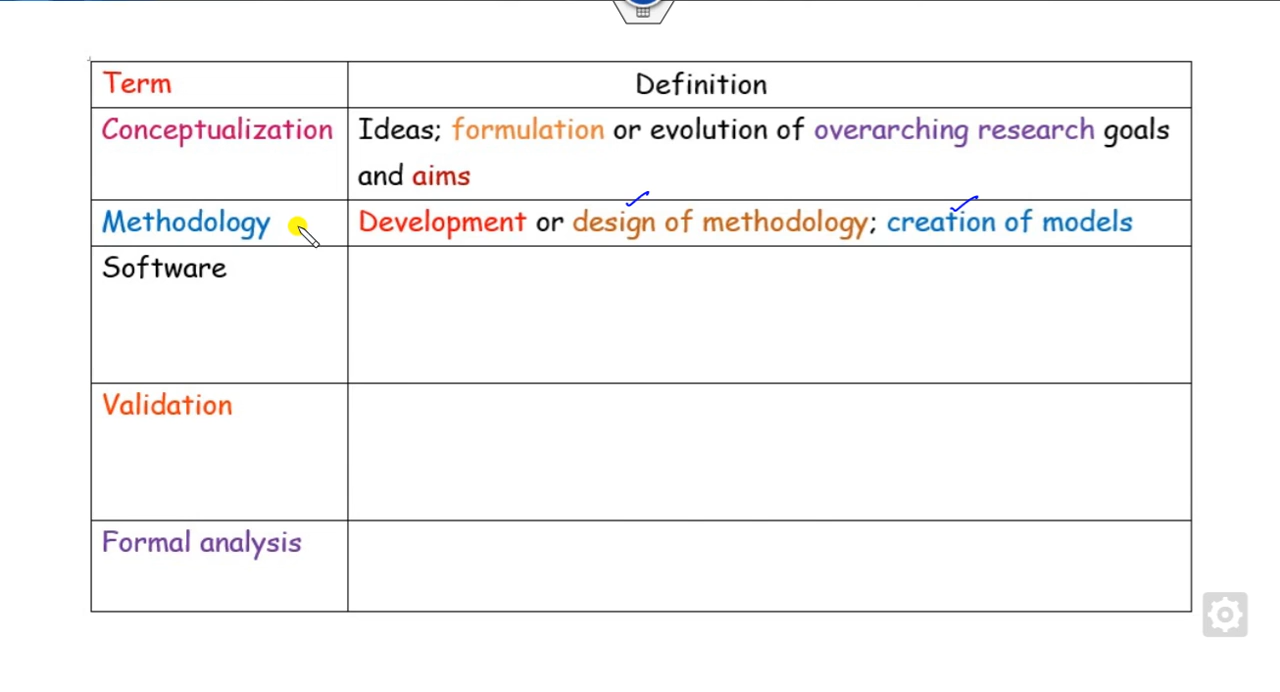 Term
Definition
Conceptualization
Ideas; formulation or evolution of overarching research goals
and aims
Methodology
Development or design of methodology; creation of models
Software
Validation
Formal analysis